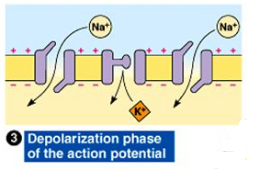 Na⁺ Na⁺
+ + + + + +
K⁺
3 Depolarization phase
of the action potential